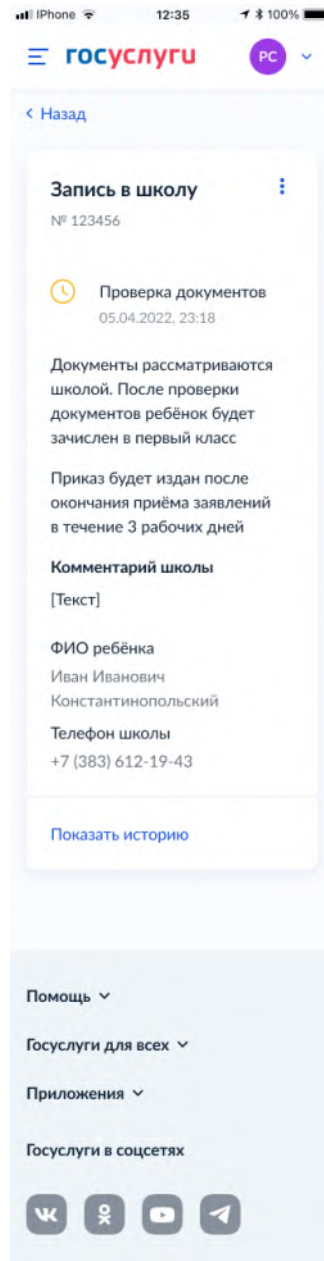 iPhone 12:35 100%
госуслуги РС
Назад
Запись в школу
№ 123456
Проверка документов
05.04.2022, 23:18
Документы рассматриваются
школой. После проверки
документов ребёнок будет
зачислен в первый класс
Приказ будет издан после
окончания приёма заявлений
в течение 3 рабочих дней
Комментарий школы
[Текст]
ФИО ребёнка
Иван Иванович
Константинопольский
Телефон школы
+7 (383) 612-19-43
Показать историю
Помощь
Госуслуги для всех
Приложения
Госуслуги в соцсетях